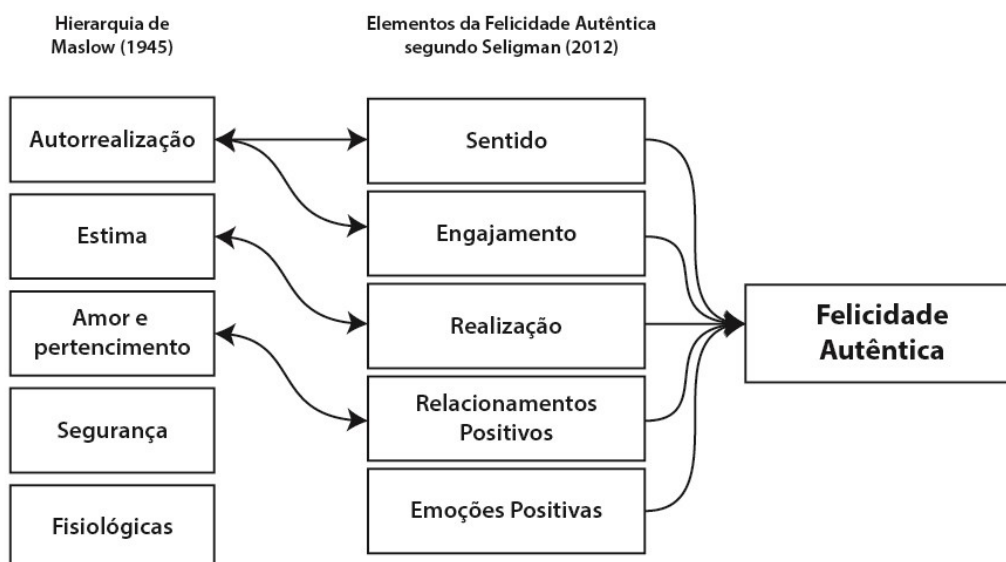 Hierarquia de
Maslow (1945)
Elementos da Felicidade Autêntica
segundo Seligman (2012)
Autorrealização
Estima
Amor e
pertencimento
Segurança
Fisiológicas
Sentido
Engajamento
Realização
Relacionamentos
Positivos
Emoções Positivas
Felicidade
Autêntica